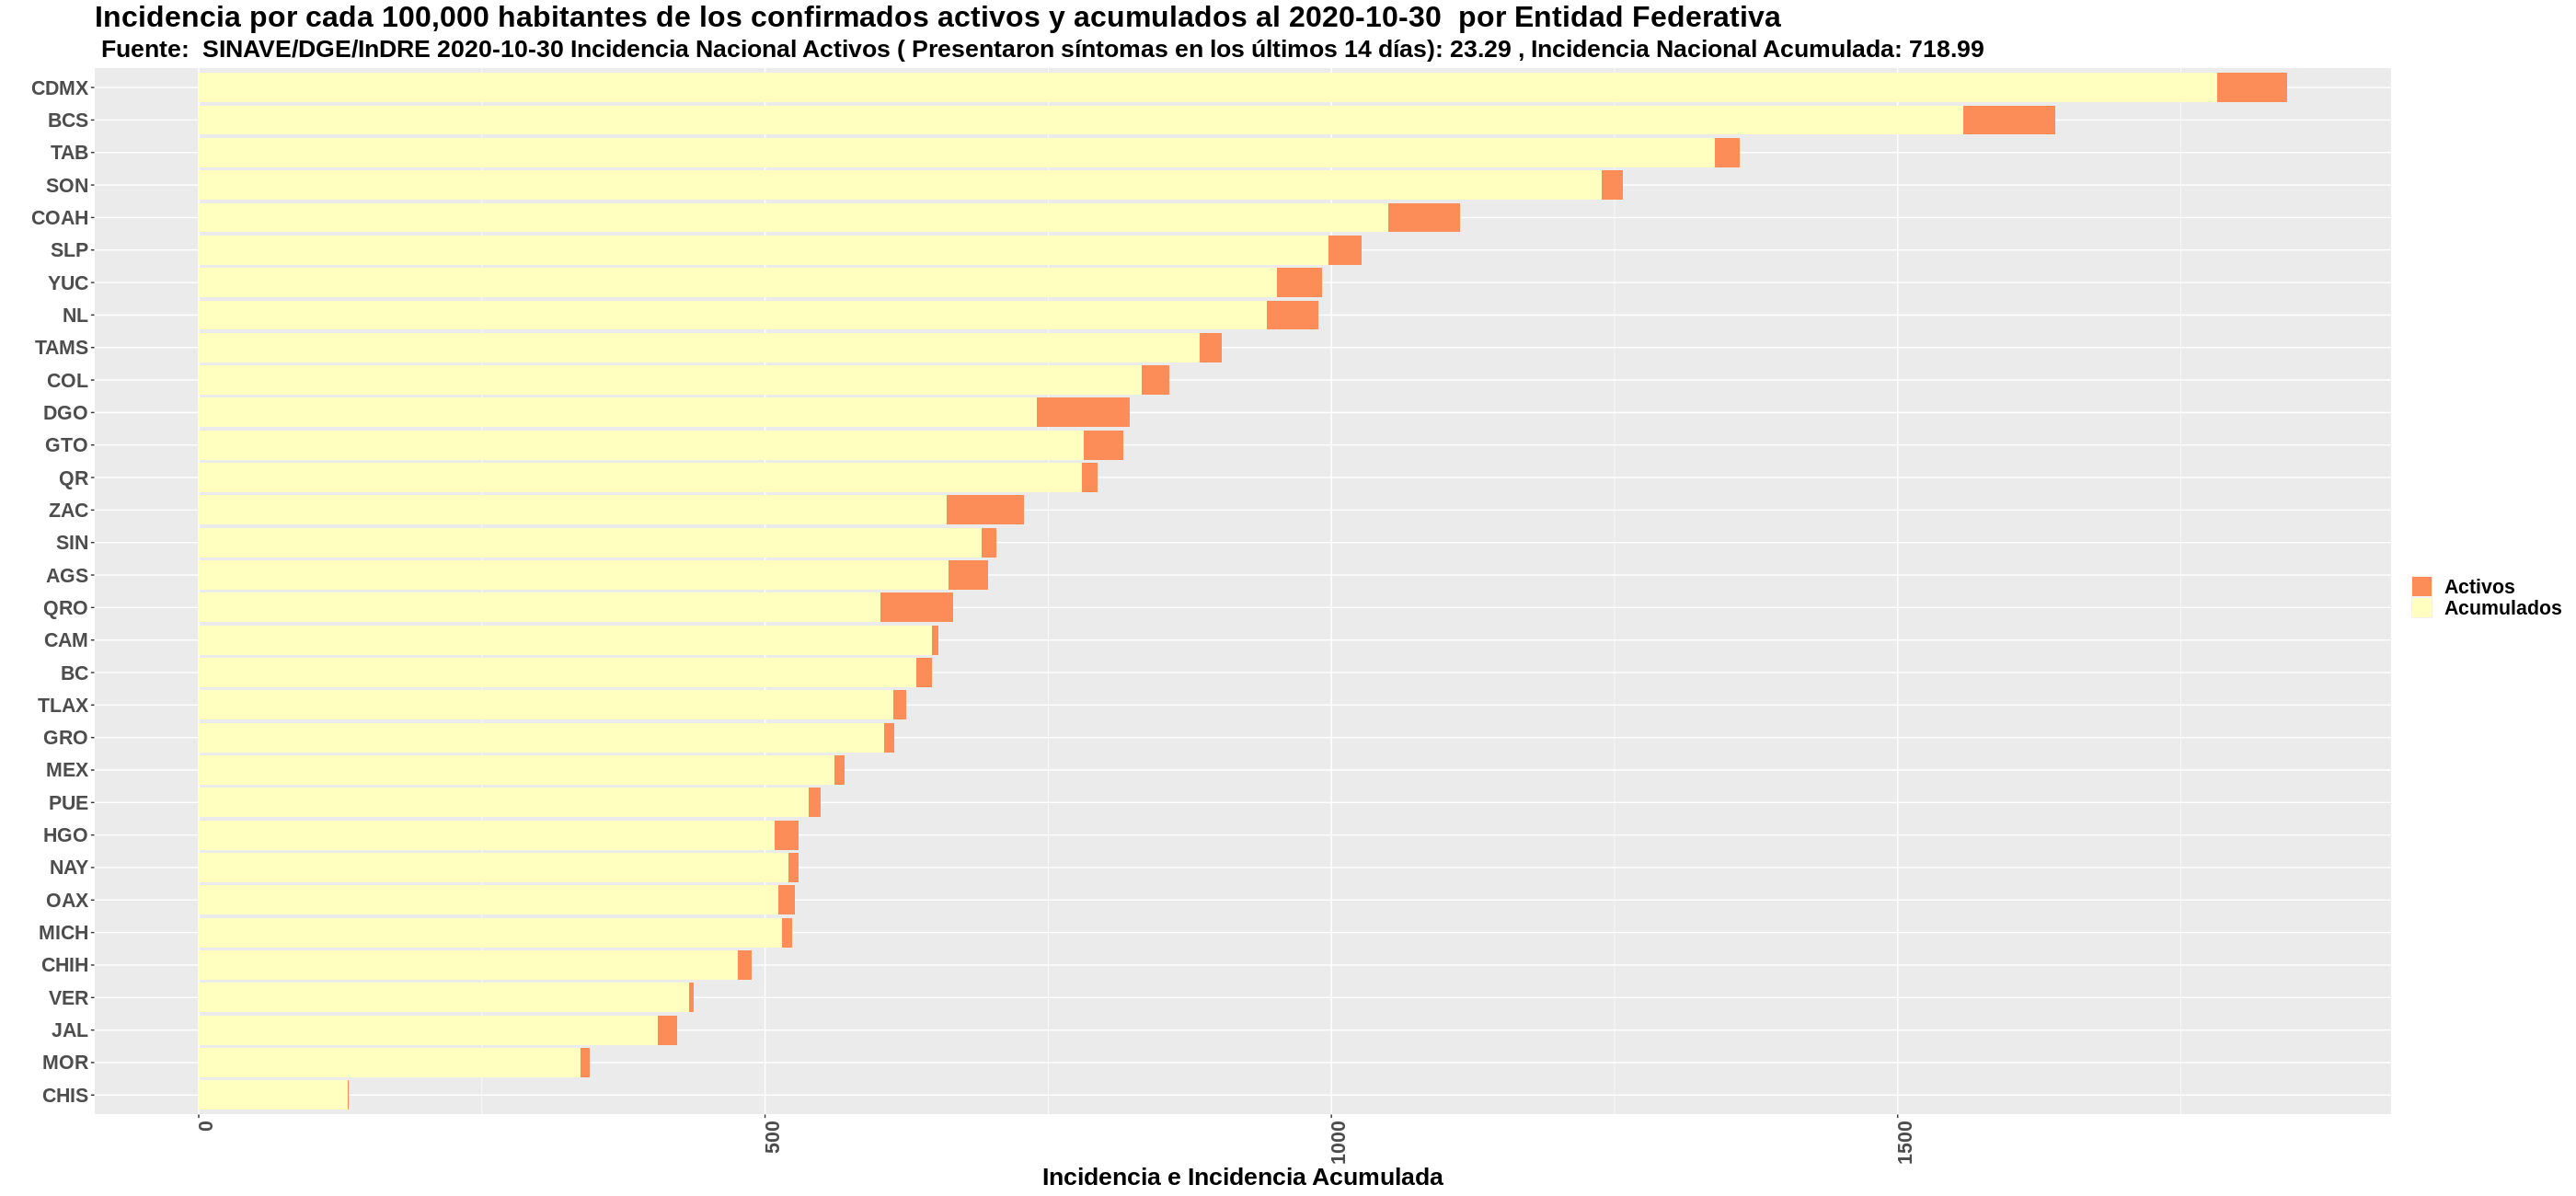 Incidencia por cada 100,000 habitantes de los confirmados activos y acumulados al 2020-10-30  por Entidad Federativa
Fuente:  SINAVE/DGE/InDRE 2020-10-30 Incidencia Nacional Activos ( Presentaron síntomas en los últimos 14 días): 23.29 , Incidencia Nacional Acumulada: 718.99
CDMX
BCS
TAB
SON
COAH
SLP
YUC
NL
TAMS
COL
DGO
GTO
QR
ZAC
SIN
AGS
QRO
CAM
BC
TLAX
GRO
MEX
PUE
HGO
NAY
OAX
MICH
CHIH
VER
JAL
MOR
CHIS
Activos
Acumulados
0
500
1000
1500
Incidencia e Incidencia Acumulada